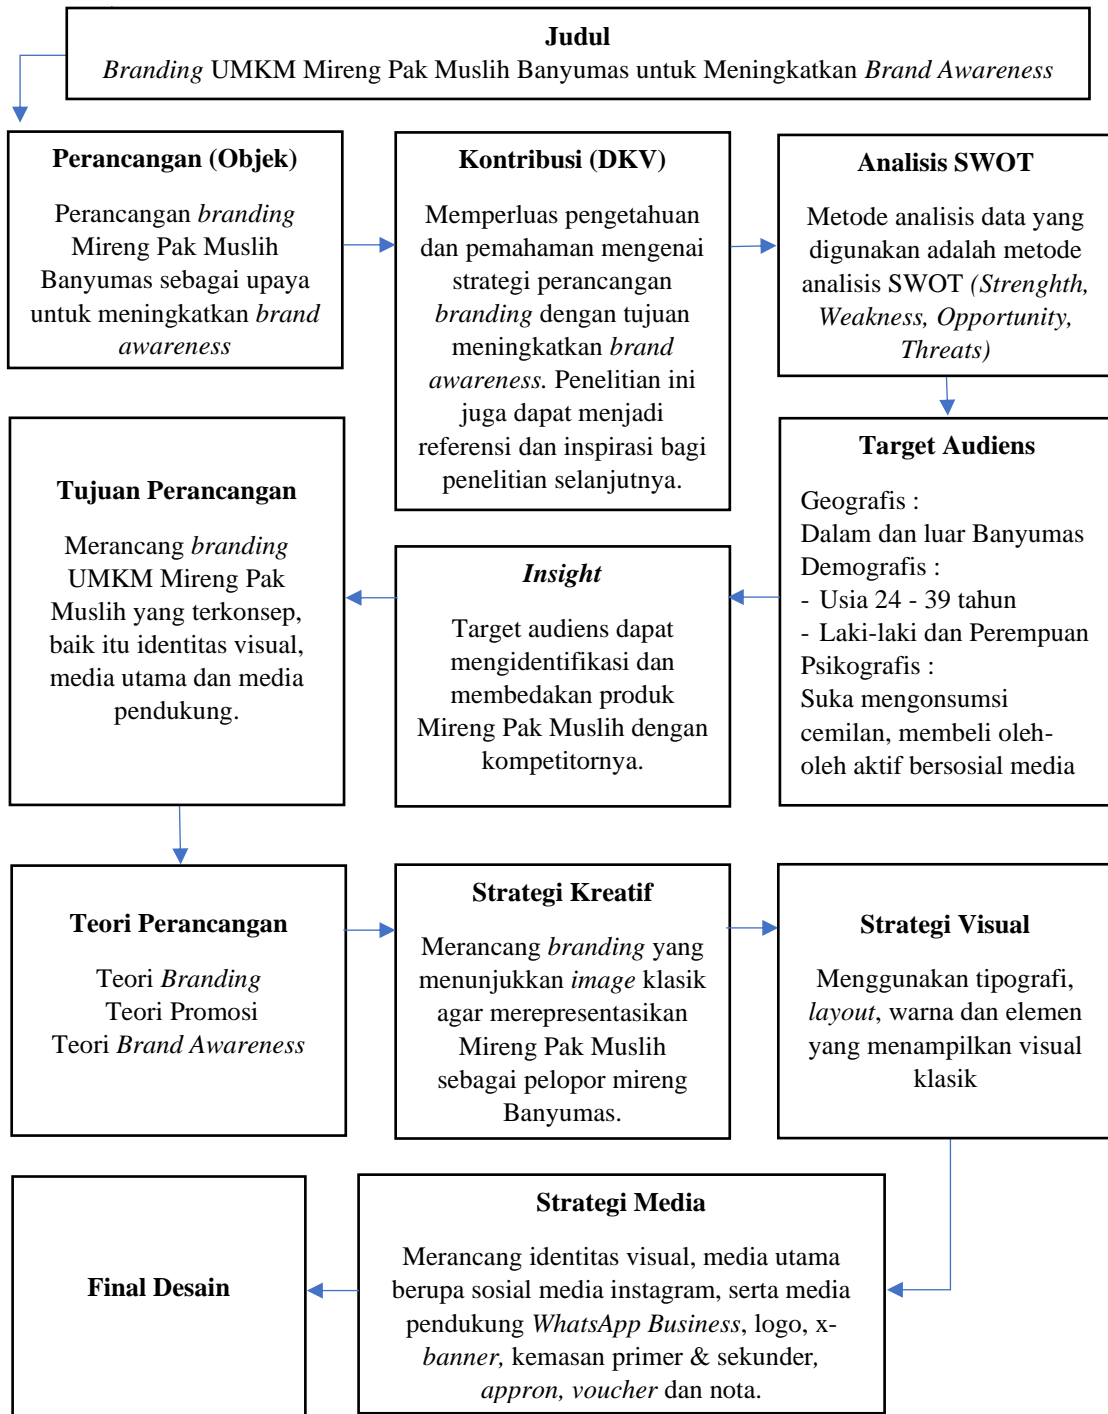 Judul
Branding UMKM Mireng Pak Muslih Banyumas untuk Meningkatkan Brand Awareness
Perancangan (Objek)
Perancangan branding
Mireng Pak Muslih
Banyumas sebagai upaya
untuk meningkatkan brand
awareness
Kontribusi (DKV)
Memperluas pengetahuan
dan pemahaman mengenai
strategi perancangan
branding dengan tujuan
meningkatkan brand
awareness. Penelitian ini
juga dapat menjadi
referensi dan inspirasi bagi
penelitian selanjutnya.
Analisis SWOT
Metode analisis data yang
digunakan adalah metode
analisis SWOT (Strenghth,
Weakness, Opportunity,
Threats)
Target Audiens
Geografis :
Dalam dan luar Banyumas
Demografis :
- Usia 24 - 39 tahun
- Laki-laki dan Perempuan
Psikografis :
Suka mengonsumsi
cemilan, membeli oleh-
oleh aktif bersosial media
Insight
Target audiens dapat
mengidentifikasi dan
membedakan produk
Mireng Pak Muslih dengan
kompetitornya.
Tujuan Perancangan
Merancang branding
UMKM Mireng Pak
Muslih yang terkonsep,
baik itu identitas visual,
media utama dan media
pendukung.
Teori Perancangan
Teori Branding
Teori Promosi
Teori Brand Awareness
Strategi Kreatif
Merancang branding yang
menunjukkan image klasik
agar merepresentasikan
Mireng Pak Muslih
sebagai pelopor mireng
Banyumas.
Strategi Visual
Menggunakan tipografi,
layout, warna dan elemen
yang menampilkan visual
klasik
Strategi Media
Merancang identitas visual, media utama
berupa sosial media instagram, serta media
pendukung WhatsApp Business, logo, x-
banner, kemasan primer & sekunder,
appron, voucher dan nota.
Final Desain